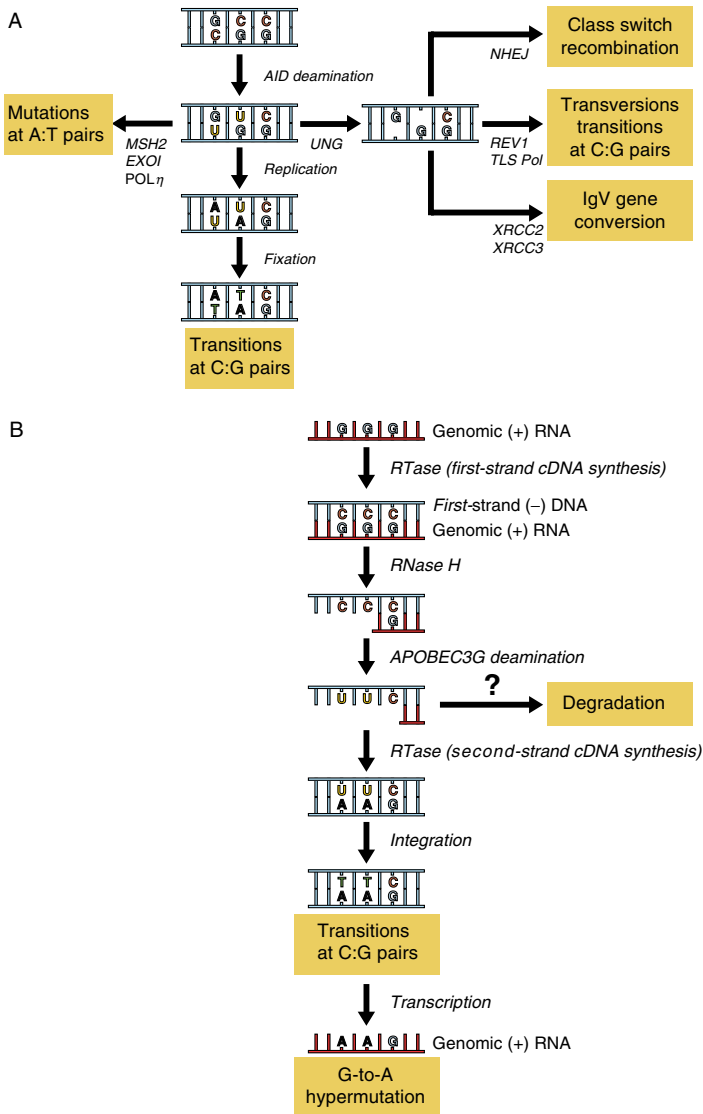 A
G C C
C G G
AID deamination
NHEJ
Class switch
recombination
Mutations
at A:T pairs
MSH2
EXOI
POLη
G U C
U G G
UNG
G C
G G
REV1
TLS Pol
Transversions
transitions
at C:G pairs
Replication
A U C
U A G
XRCC2
XRCC3
IgV gene
conversion
Fixation
A T C
T A G
Transitions
at C:G pairs
B
G G G
Genomic (+) RNA
RTase (first-strand cDNA synthesis)
First-strand (–) DNA
C C C
G G G
Genomic (+) RNA
RNase H
C C C
G
APOBEC3G deamination
U U C
?
Degradation
RTase (second-strand cDNA synthesis)
U U C
A A G
Integration
T T C
A A G
Transitions
at C:G pairs
Transcription
A A G
Genomic (+) RNA
G-to-A
hypermutation